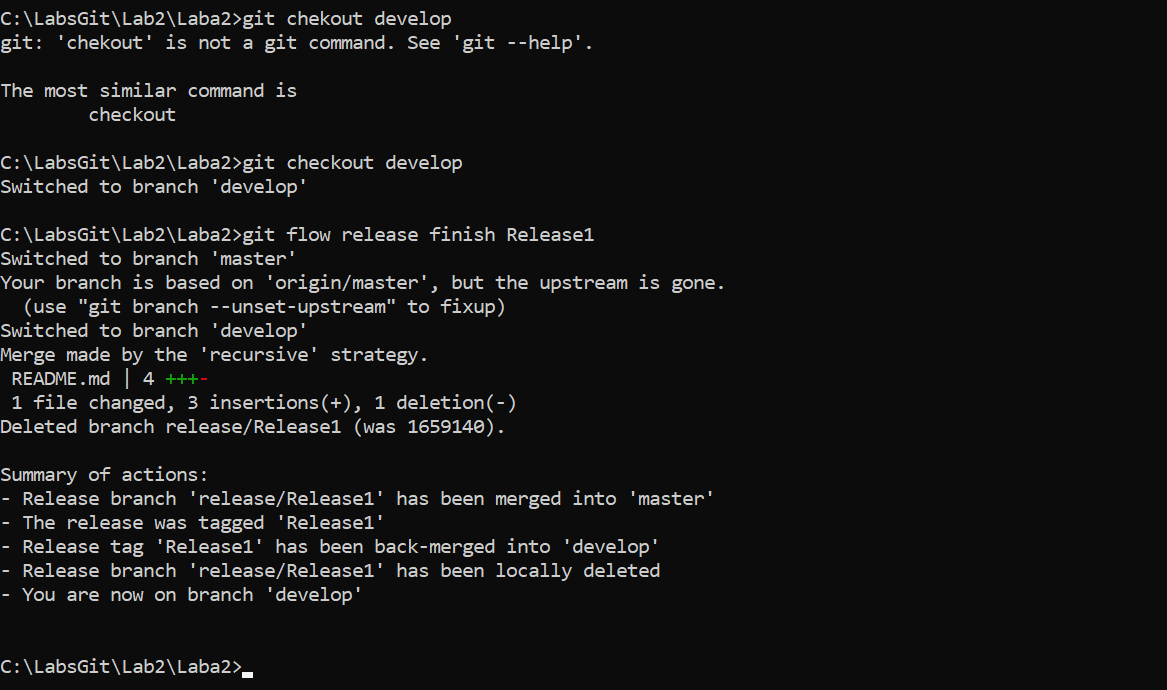 C:\LabsGit\Lab2\Laba2>git chekout develop
git: 'chekout' is not a git command. See 'git --help'.
The most similar command is
        checkout
C:\LabsGit\Lab2\Laba2>git checkout develop
Switched to branch 'develop'
C:\LabsGit\Lab2\Laba2>git flow release finish Release1
Switched to branch 'master'
Your branch is based on 'origin/master', but the upstream is gone.
  (use "git branch --unset-upstream" to fixup)
Switched to branch 'develop'
Merge made by the 'recursive' strategy.
 README.md | 4 +++-
 1 file changed, 3 insertions(+), 1 deletion(-)
Deleted branch release/Release1 (was 1659140).
Summary of actions:
- Release branch 'release/Release1' has been merged into 'master'
- The release was tagged 'Release1'
- Release tag 'Release1' has been back-merged into 'develop'
- Release branch 'release/Release1' has been locally deleted
- You are now on branch 'develop'
C:\LabsGit\Lab2\Laba2>